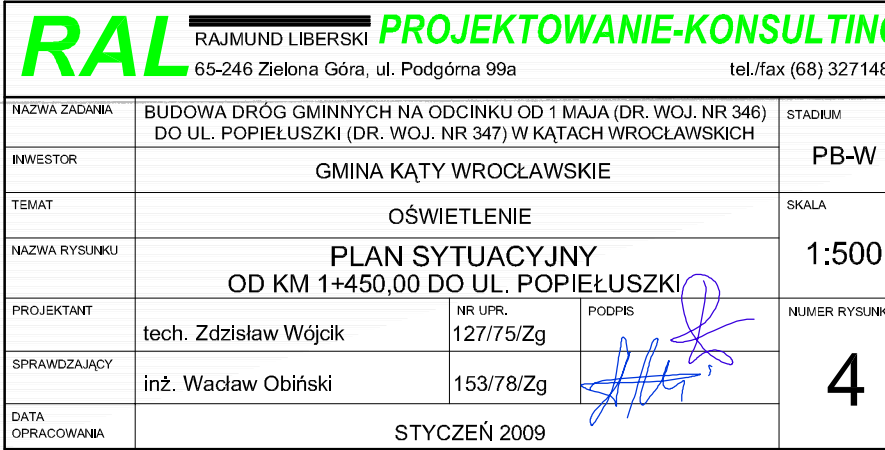 RAL RAJMUND LIBERSKI PROJEKTOWANIE-KONSULTING
65-246 Zielona Góra, ul. Podgórna 99a tel./fax (68) 327148
NAZWA ZADANIA
BUDOWA DRÓG GMINNYCH NA ODCINKU OD 1 MAJA (DR. WOJ. NR 346)
DO UL. POPIEŁUSZKI (DR. WOJ. NR 347) W KĄTACH WROCŁAWSKICH
STADIUM
PB-W
INWESTOR
GMINA KĄTY WROCŁAWSKIE
TEMAT
OŚWIETLENIE
SKALA
1:500
NAZWA RYSUNKU
PLAN SYTUACYJNY
OD KM 1+450,00 DO UL. POPIEŁUSZKI
PROJEKTANT
tech. Zdzisław Wójcik
NR UPR.
127/75/Zg
PODPIS
NUMER RYSUNK
4
SPRAWDZAJĄCY
inż. Wacław Obiński
153/78/Zg
DATA
OPRACOWANIA
STYCZEŃ 2009